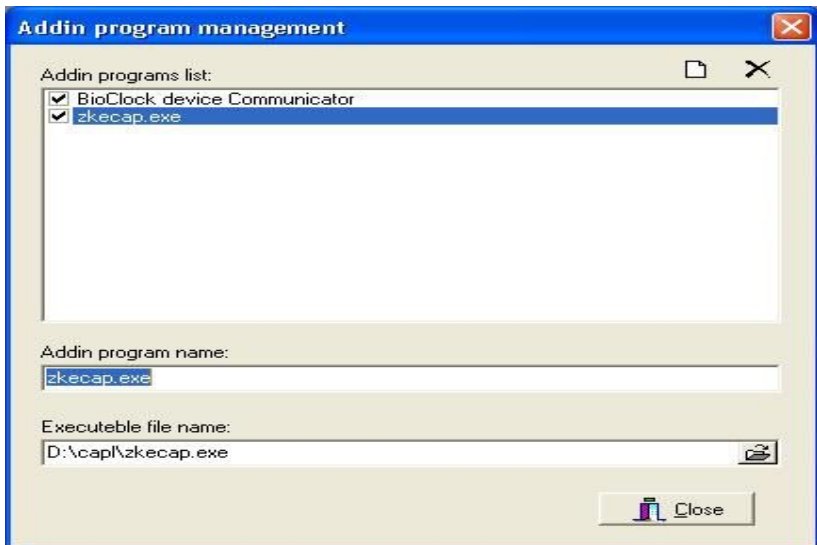 Addin program management
Addin programs list:
BioClock device Communicator
zkecap.exe
Addin program name:
zkecap.exe
Executeble file name:
D:\capl\zkecap.exe
Close